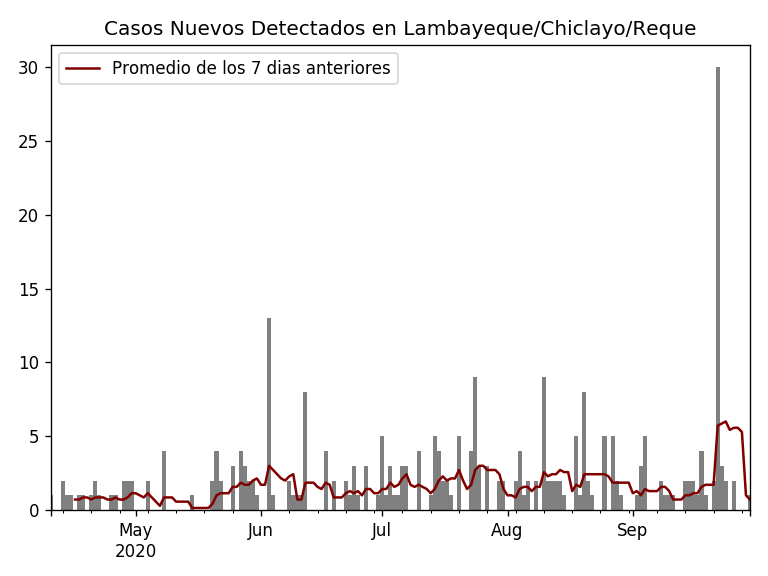 Casos Nuevos Detectados en Lambayeque/Chiclayo/Reque
Promedio de los 7 dias anteriores
30
25
20
15
10
5
0
May Jun Jul Aug Sep
2020